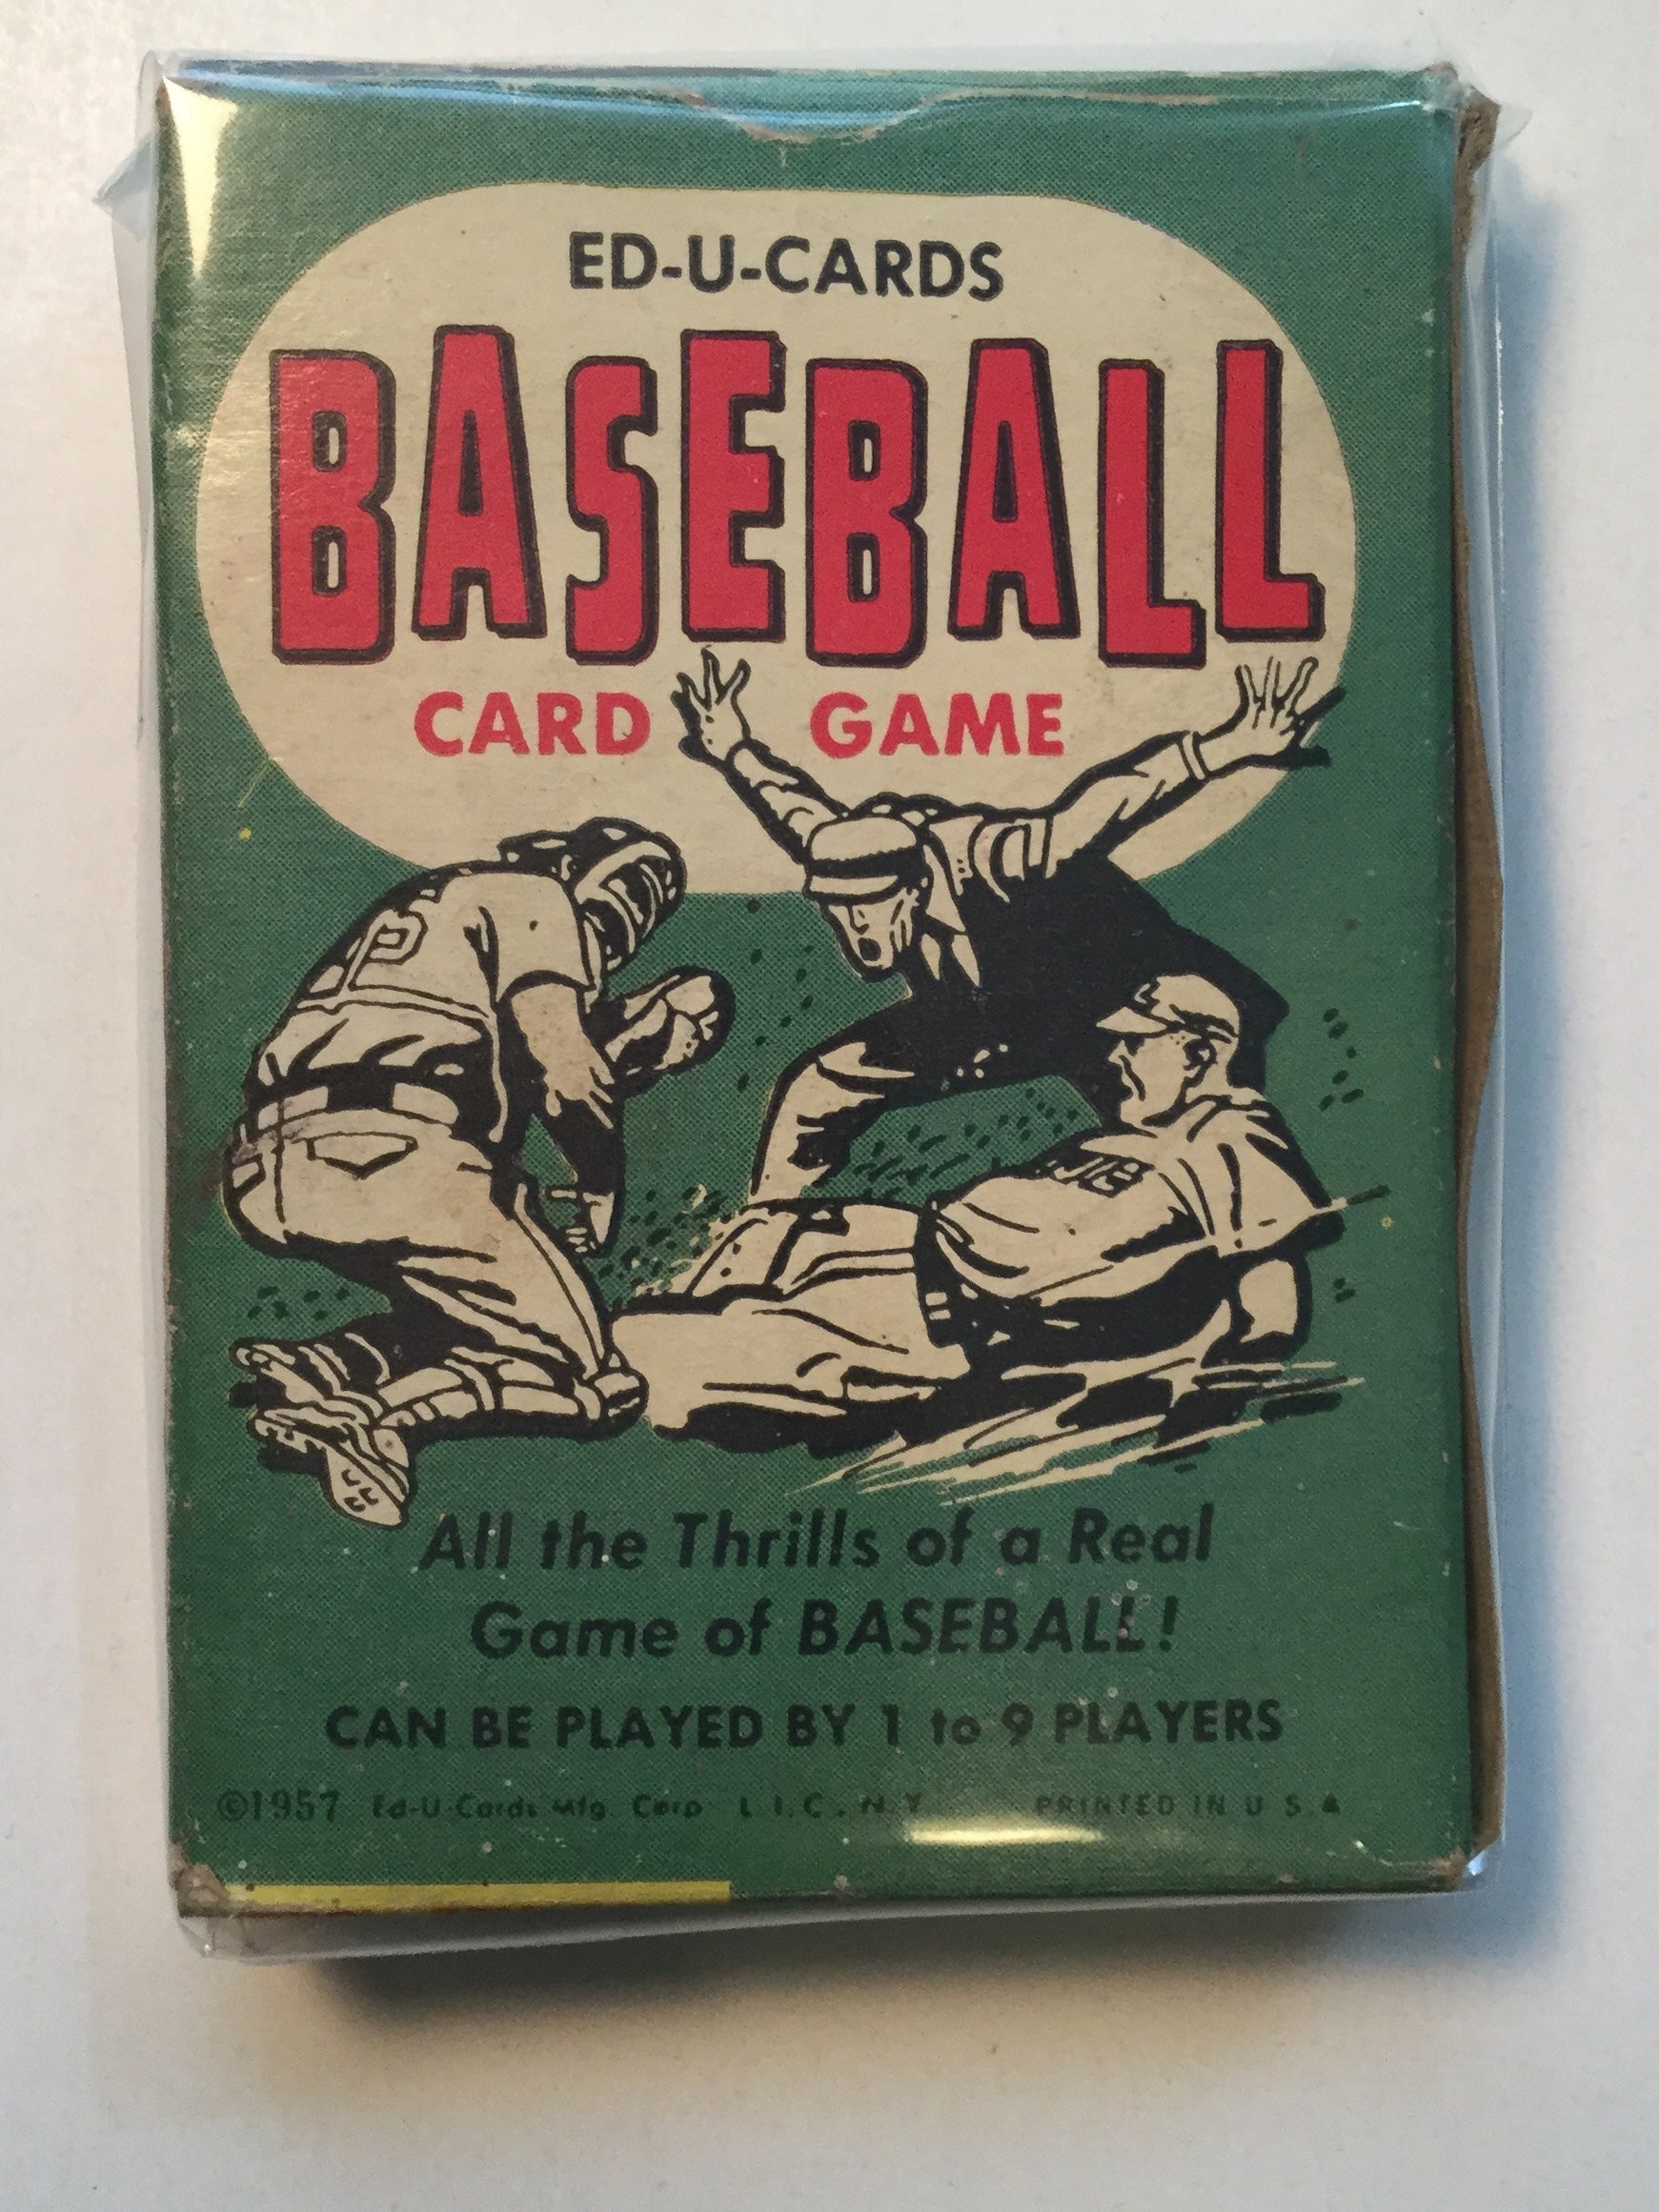 ED-U-CARDS
BASEBALL
CARD GAME
All the Thrills of a Real
Game of BASEBALL!
CAN BE PLAYED BY 1 to 9 PLAYERS
©1957 Ed-U-Cards Mfg. Corp L.I.C. N.Y. PRINTED IN U.S.A.